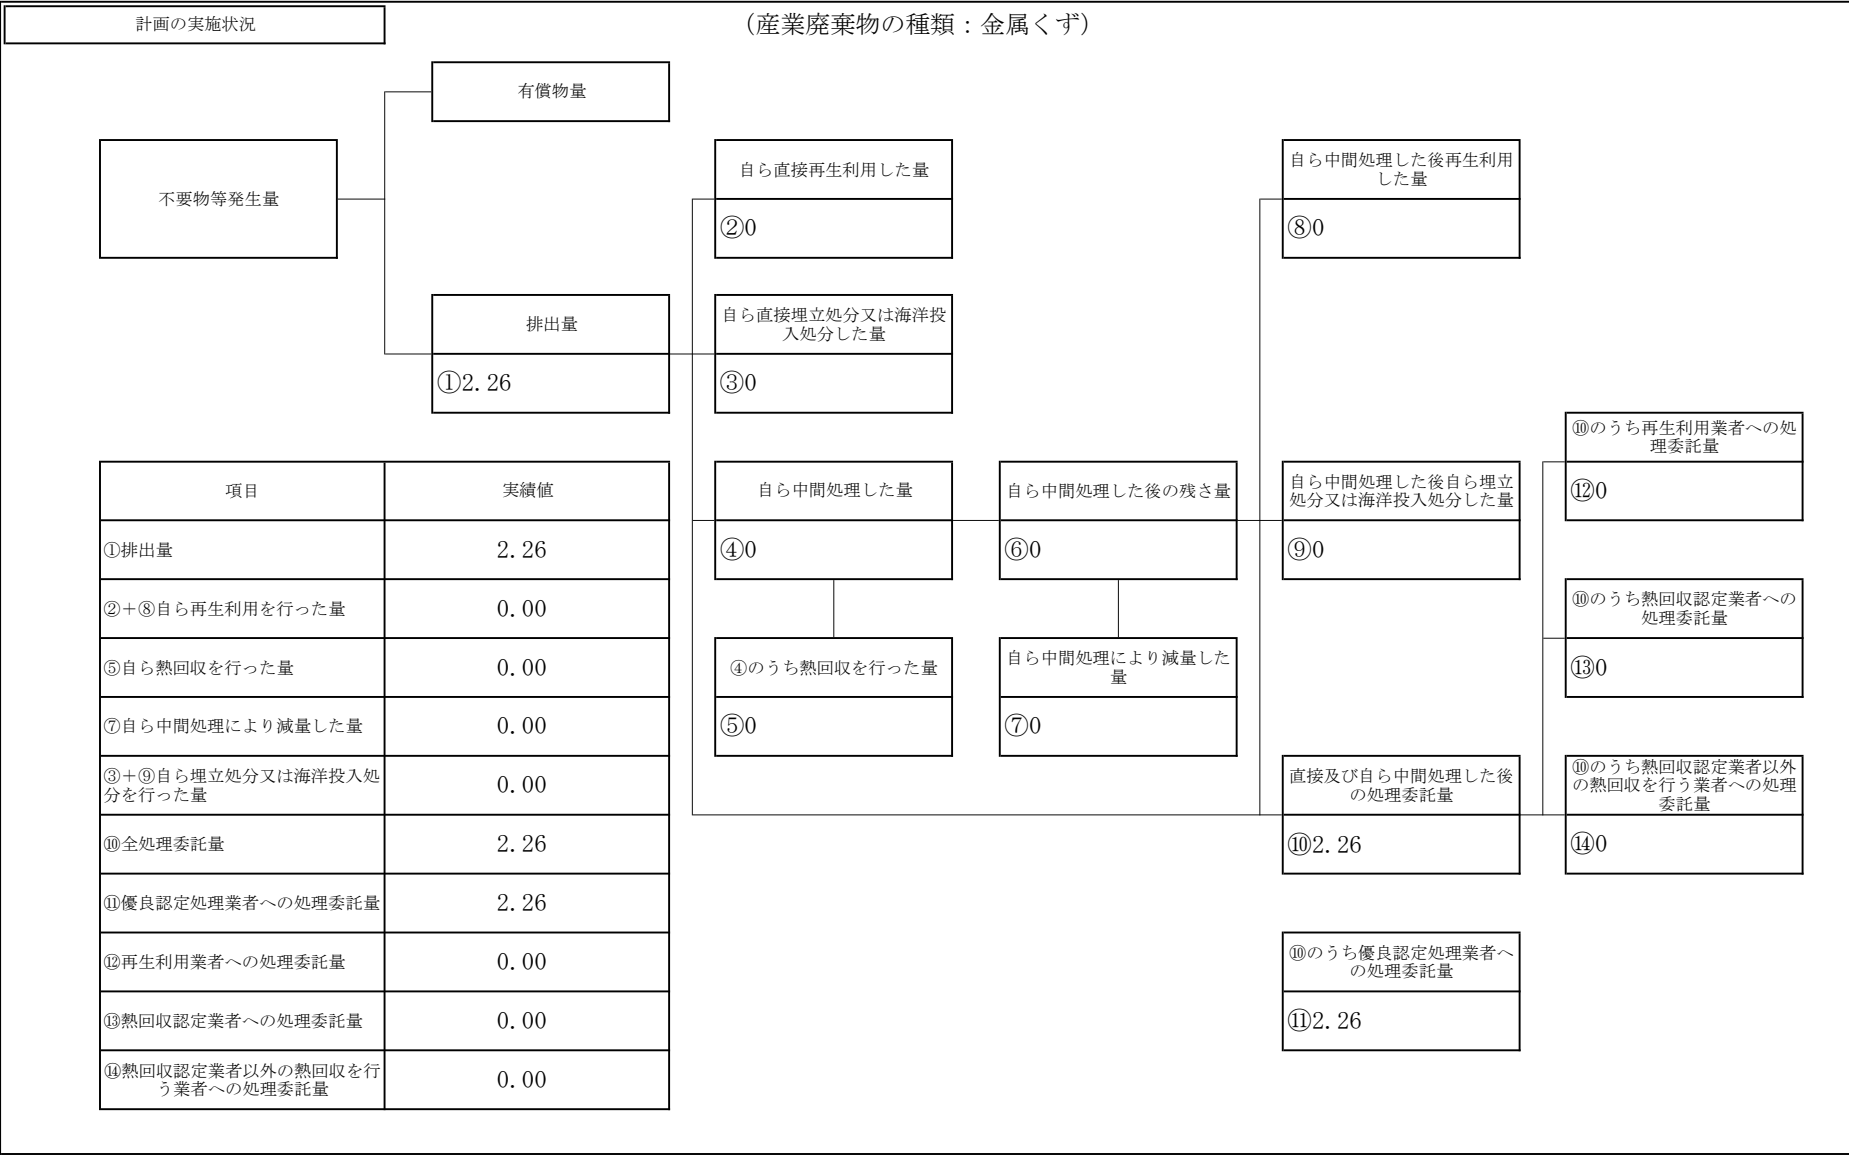 計画の実施状況
（産業廃棄物の種類：金属くず）
有償物量
不要物等発生量
自ら直接再生利用した量
②0
自ら中間処理した後再生利用
した量
⑧0
排出量
①2.26
自ら直接埋立処分又は海洋投
入処分した量
③0
⑩のうち再生利用業者への処
理委託量
⑫0
自ら中間処理した量
④0
自ら中間処理した後の残さ量
⑥0
自ら中間処理した後自ら埋立
処分又は海洋投入処分した量
⑨0
⑩のうち熱回収認定業者への
処理委託量
⑬0
④のうち熱回収を行った量
⑤0
自ら中間処理により減量した
量
⑦0
直接及び自ら中間処理した後
の処理委託量
⑩2.26
⑩のうち熱回収認定業者以外
の熱回収を行う業者への処理
委託量
⑭0
⑩のうち優良認定処理業者へ
の処理委託量
⑪2.26
項目 実績値
①排出量 2.26
②＋⑧自ら再生利用を行った量 0.00
⑤自ら熱回収を行った量 0.00
⑦自ら中間処理により減量した量 0.00
③＋⑨自ら埋立処分又は海洋投入処
分を行った量 0.00
⑩全処理委託量 2.26
⑪優良認定処理業者への処理委託量 2.26
⑫再生利用業者への処理委託量 0.00
⑬熱回収認定業者への処理委託量 0.00
⑭熱回収認定業者以外の熱回収を行
う業者への処理委託量 0.00